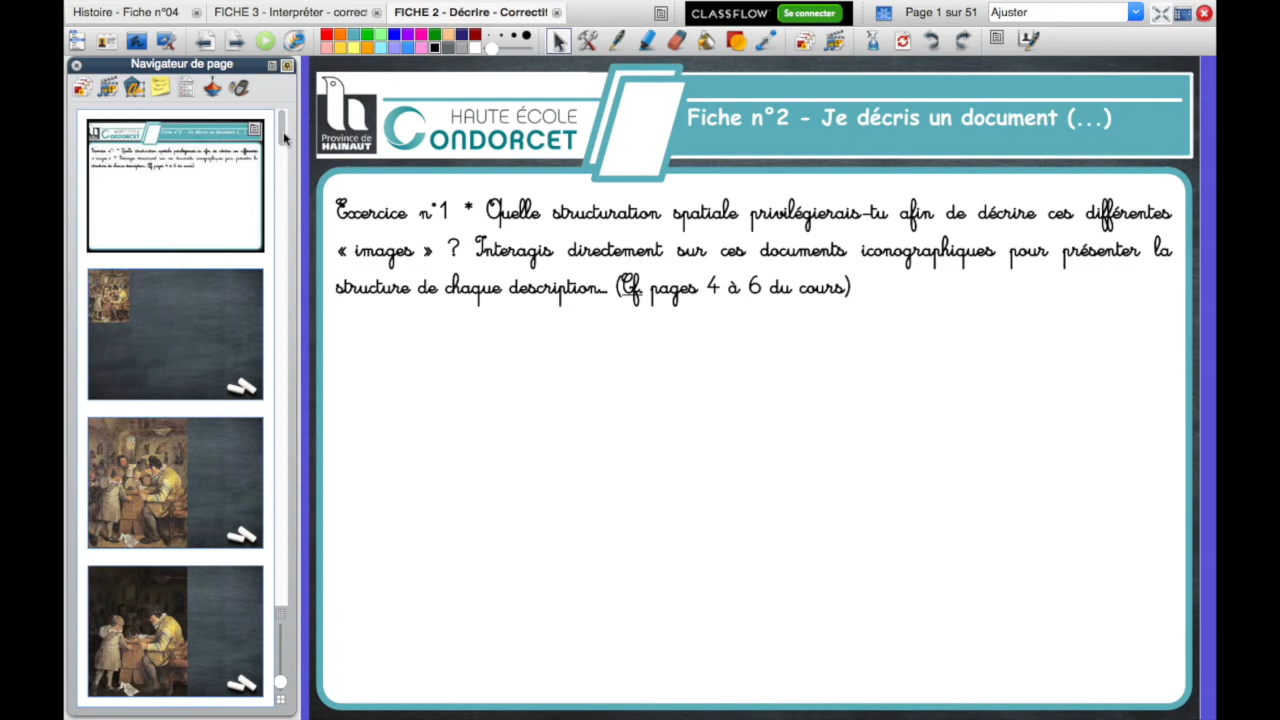 Histoire - Fiche n°04
FICHE 3 - Interpréter - correc
FICHE 2 - Décrire - Correctif
CLASSFLOW
Se connecter
Page 1 sur 51
Ajuster
Navigateur de page
Province de
HAINAUT
HAUTE ÉCOLE
CONDORCET
Fiche n°2 - Je décris un document (...)
Exercice n°1 * Quelle structuration spatiale privilégierais-tu afin de décrire ces différentes
« images » ? Interagis directement sur ces documents iconographiques pour présenter la
structure de chaque description... (Cf. pages 4 à 6 du cours)